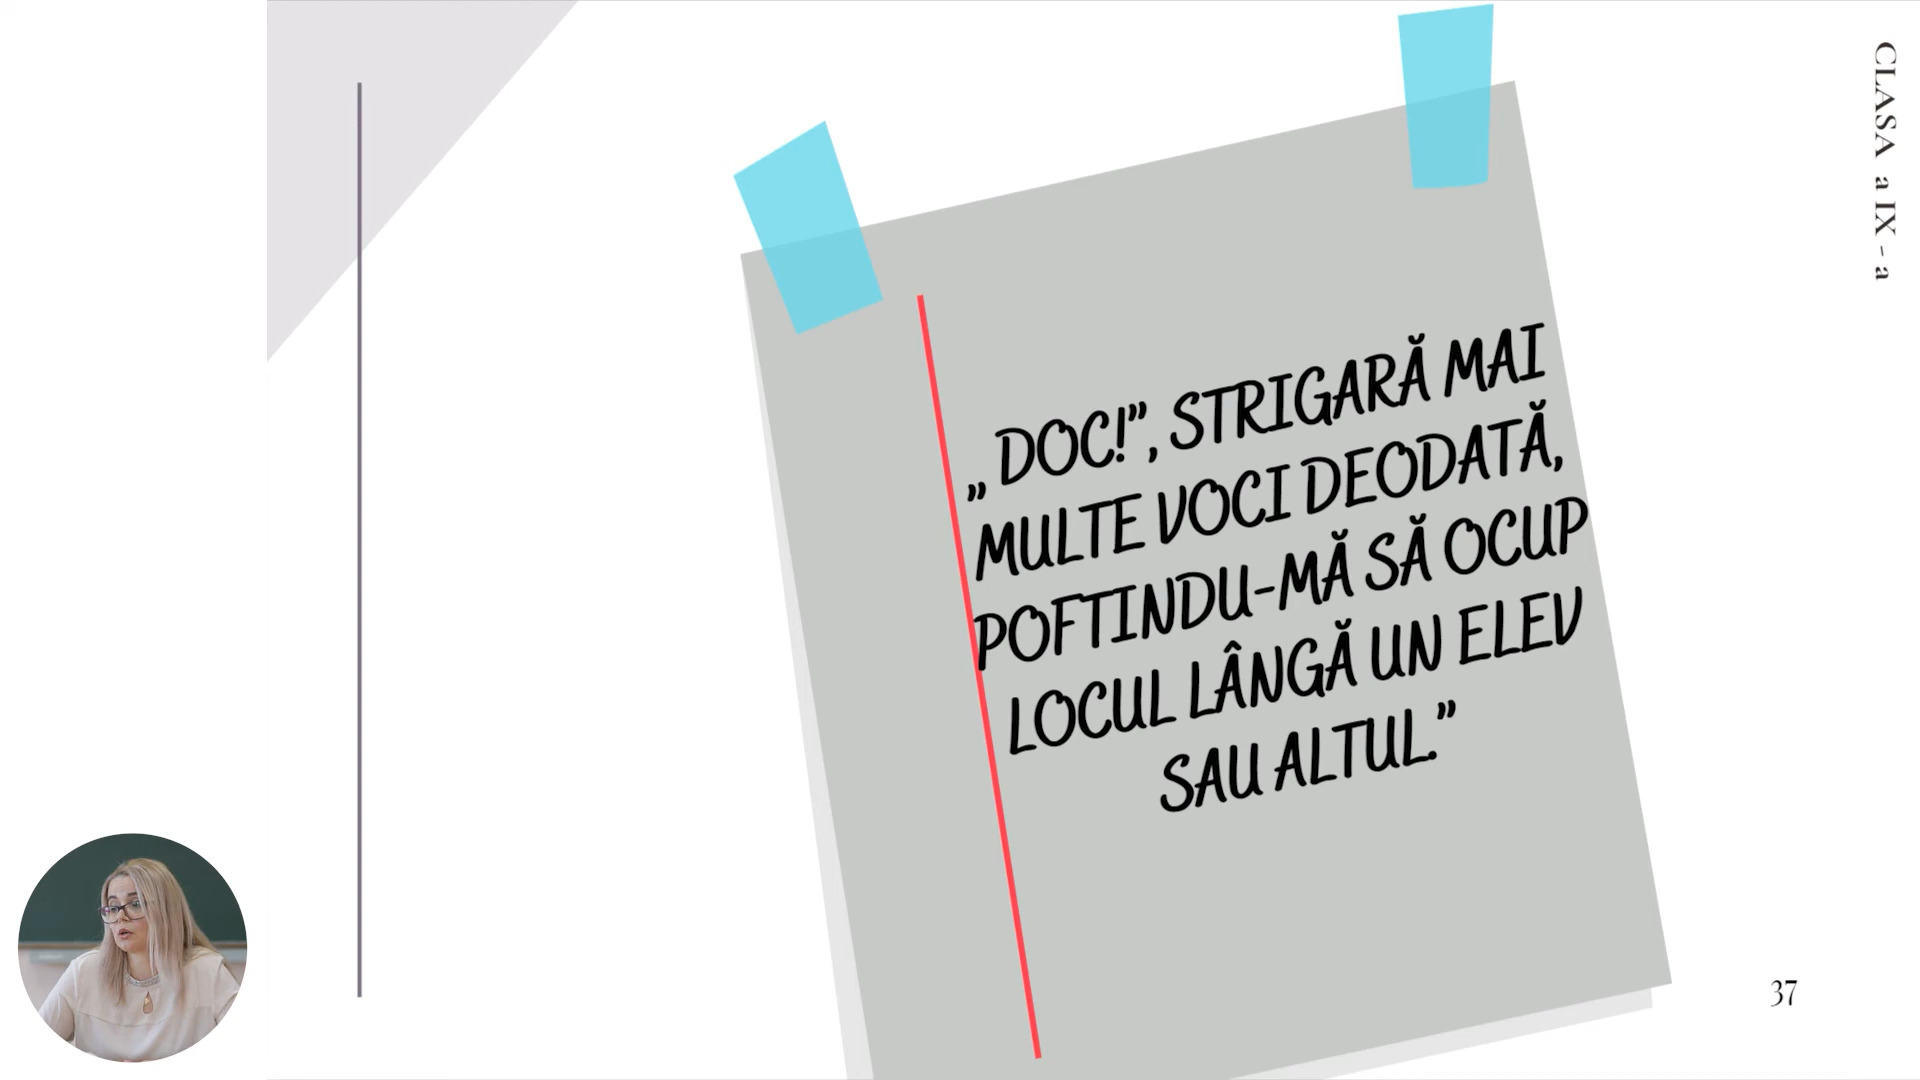 CLASA a IX - a
„DOC!”, STRIGARĂ MAI
MULTE VOCI DEODATĂ,
POFTINDU-MĂ SĂ OCUP
LOCUL LÂNGĂ UN ELEV
SAU ALTUL.”
37